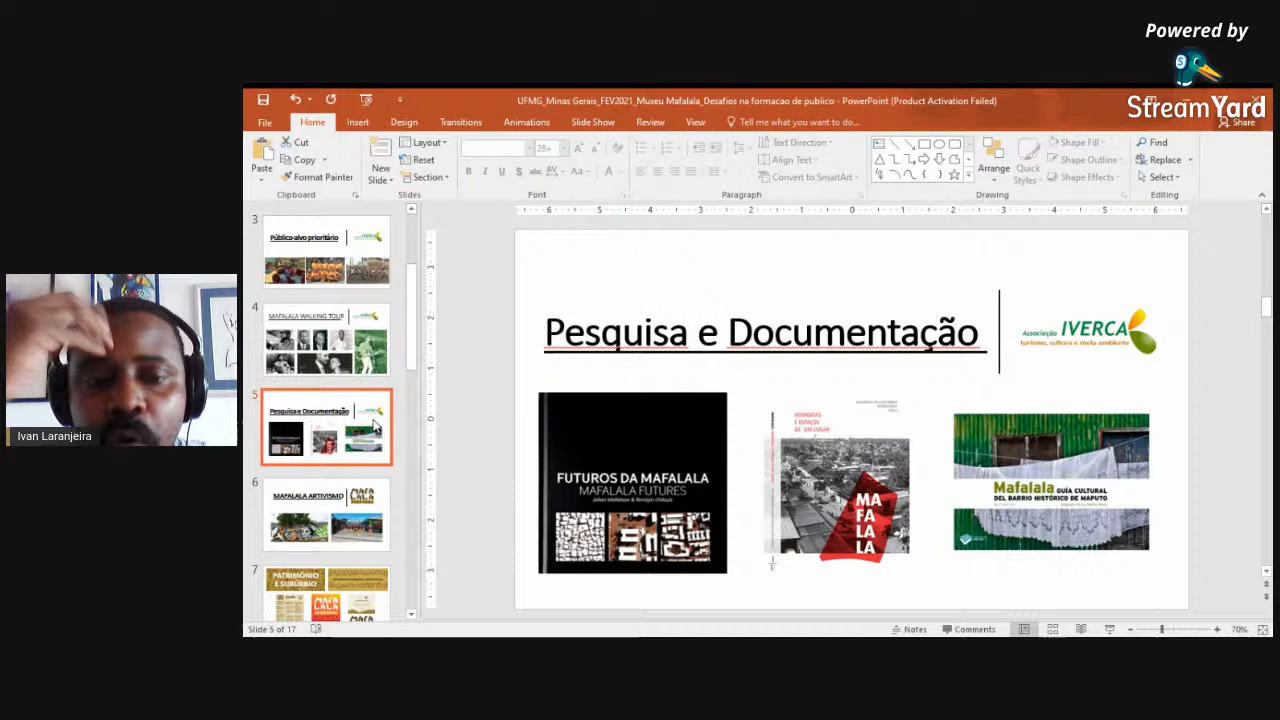 Powered by
StreamYard
UFMG_Minas Gerais_FEV2021_Museu Mafalala_Desafios na formacao de publico - PowerPoint (Product Activation Failed)
File Home Insert Design Transitions Animations Slide Show Review View Tell me what you want to do... Share
Paste
Cut
Copy
Format Painter
Clipboard
New
Slide
Layout
Reset
Section
Slides
28+
Font
Text Direction
Align Text
Convert to SmartArt
Paragraph
Arrange
Quick
Styles
Shape Fill
Shape Outline
Shape Effects
Drawing
Find
Replace
Select
Editing
3
Público-alvo prioritário
IVERCA
4
MAFALALA WALKING TOUR
IVERCA
5
Pesquisa e Documentação
6
MAFALALA ARTIVISMO
7
PATRIMÓNIO
E SUBÚRBIO
Pesquisa e Documentação
Associação IVERCA
turismo, cultura e meio ambiente
FUTUROS DA MAFALALA
MAFALALA FUTURES
MEMÓRIAS
E ESPAÇOS
DE UM LUGAR
MA
FA
LA
LA
Mafalala GUÍA CULTURAL
DEL BARRIO HISTÓRICO DE MAPUTO
Ivan Laranjeira
Slide 5 of 17
Notes
Comments
70%